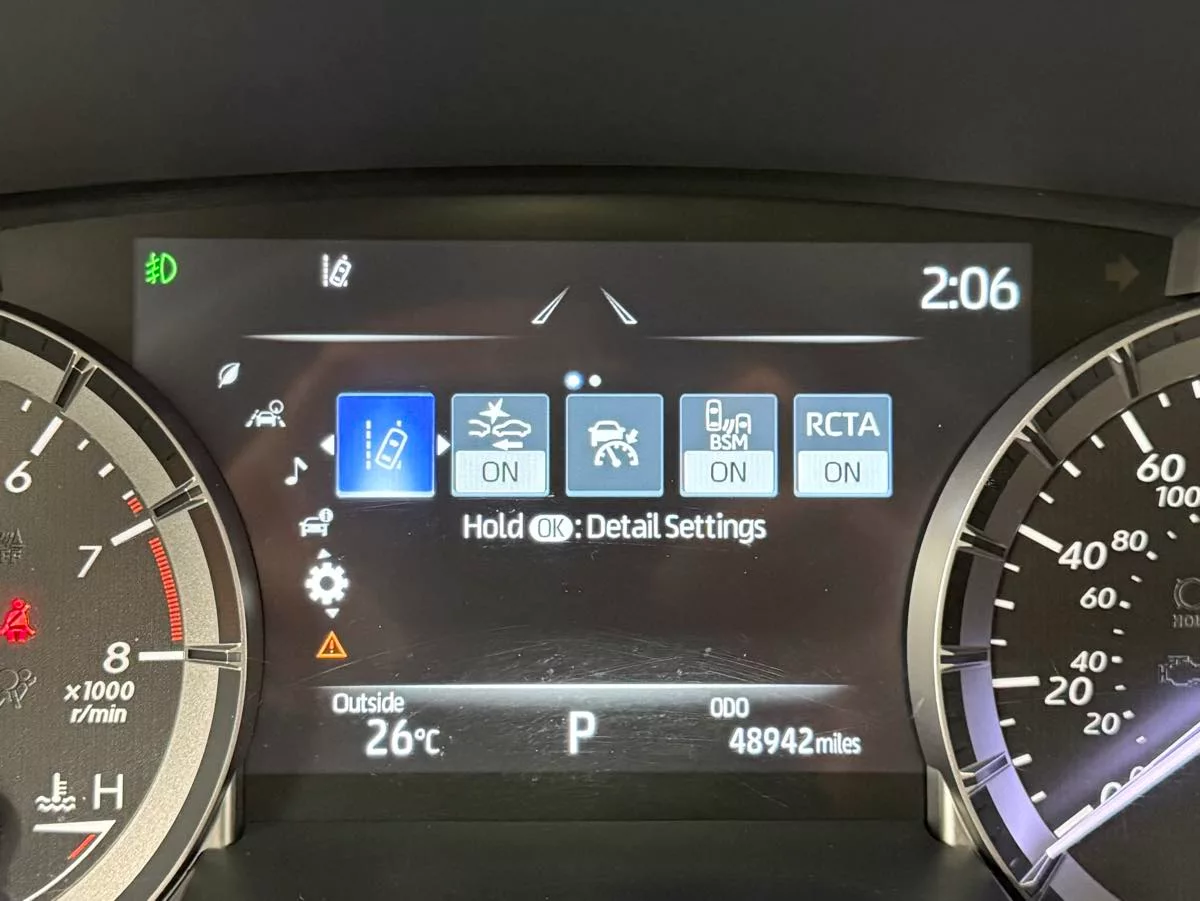 2:06
RCTA
BSM
ON
ON
ON
Hold OK : Detail Settings
Outside
26°C
P
ODO
48942 miles
6
7
8
x1000
r/min
H
60
100
40
80
60
40
20
20